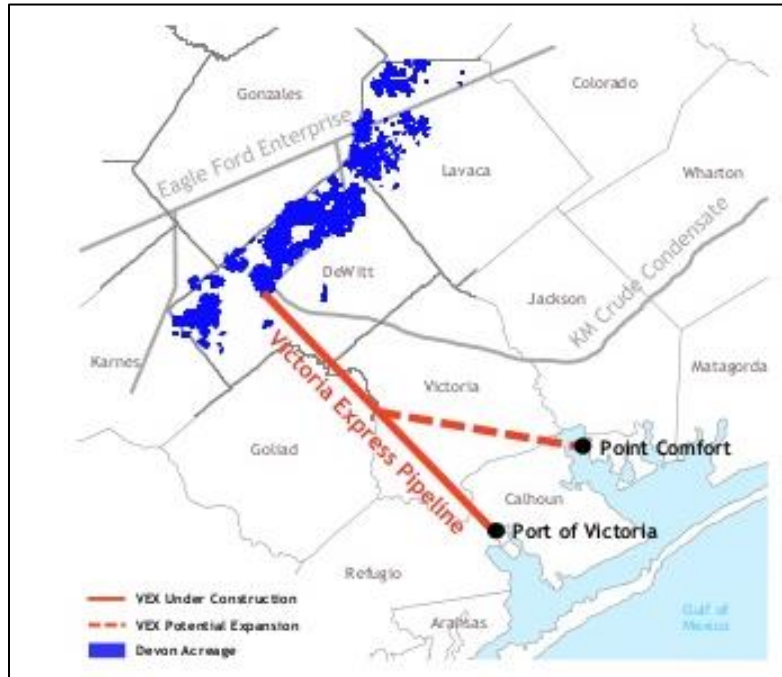 Gonzales
Colorado
Eagle Ford Enterprise
Lavaca
Wharton
DeWitt
KM Crude Condensate
Jackson
Karnes
Victoria Express Pipeline
Victoria
Matagorda
Goliad
Point Comfort
Calhoun
Port of Victoria
Refugio
Aransas
Gulf of
Mexico
VEX Under Construction
VEX Potential Expansion
Devon Acreage